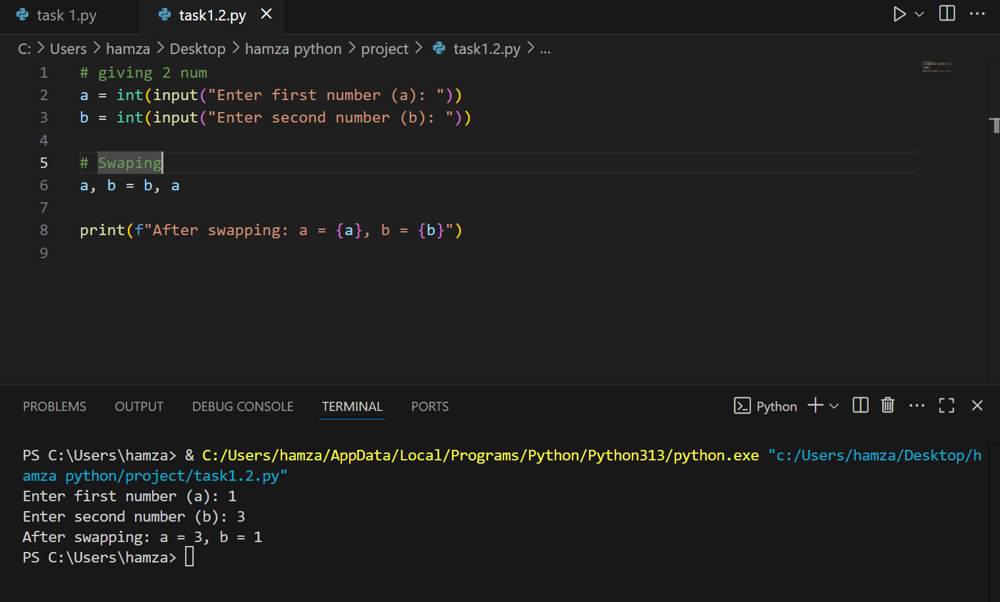 task 1.py
task1.2.py
C: > Users > hamza > Desktop > hamza python > project > task1.2.py > ...
1 # giving 2 num
2 a = int(input("Enter first number (a): "))
3 b = int(input("Enter second number (b): "))
4
5 # Swaping
6 a, b = b, a
7
8 print(f"After swapping: a = {a}, b = {b}")
9
PROBLEMS OUTPUT DEBUG CONSOLE TERMINAL PORTS Python
PS C:\Users\hamza> & C:/Users/hamza/AppData/Local/Programs/Python/Python313/python.exe "c:/Users/hamza/Desktop/h
amza python/project/task1.2.py"
Enter first number (a): 1
Enter second number (b): 3
After swapping: a = 3, b = 1
PS C:\Users\hamza>